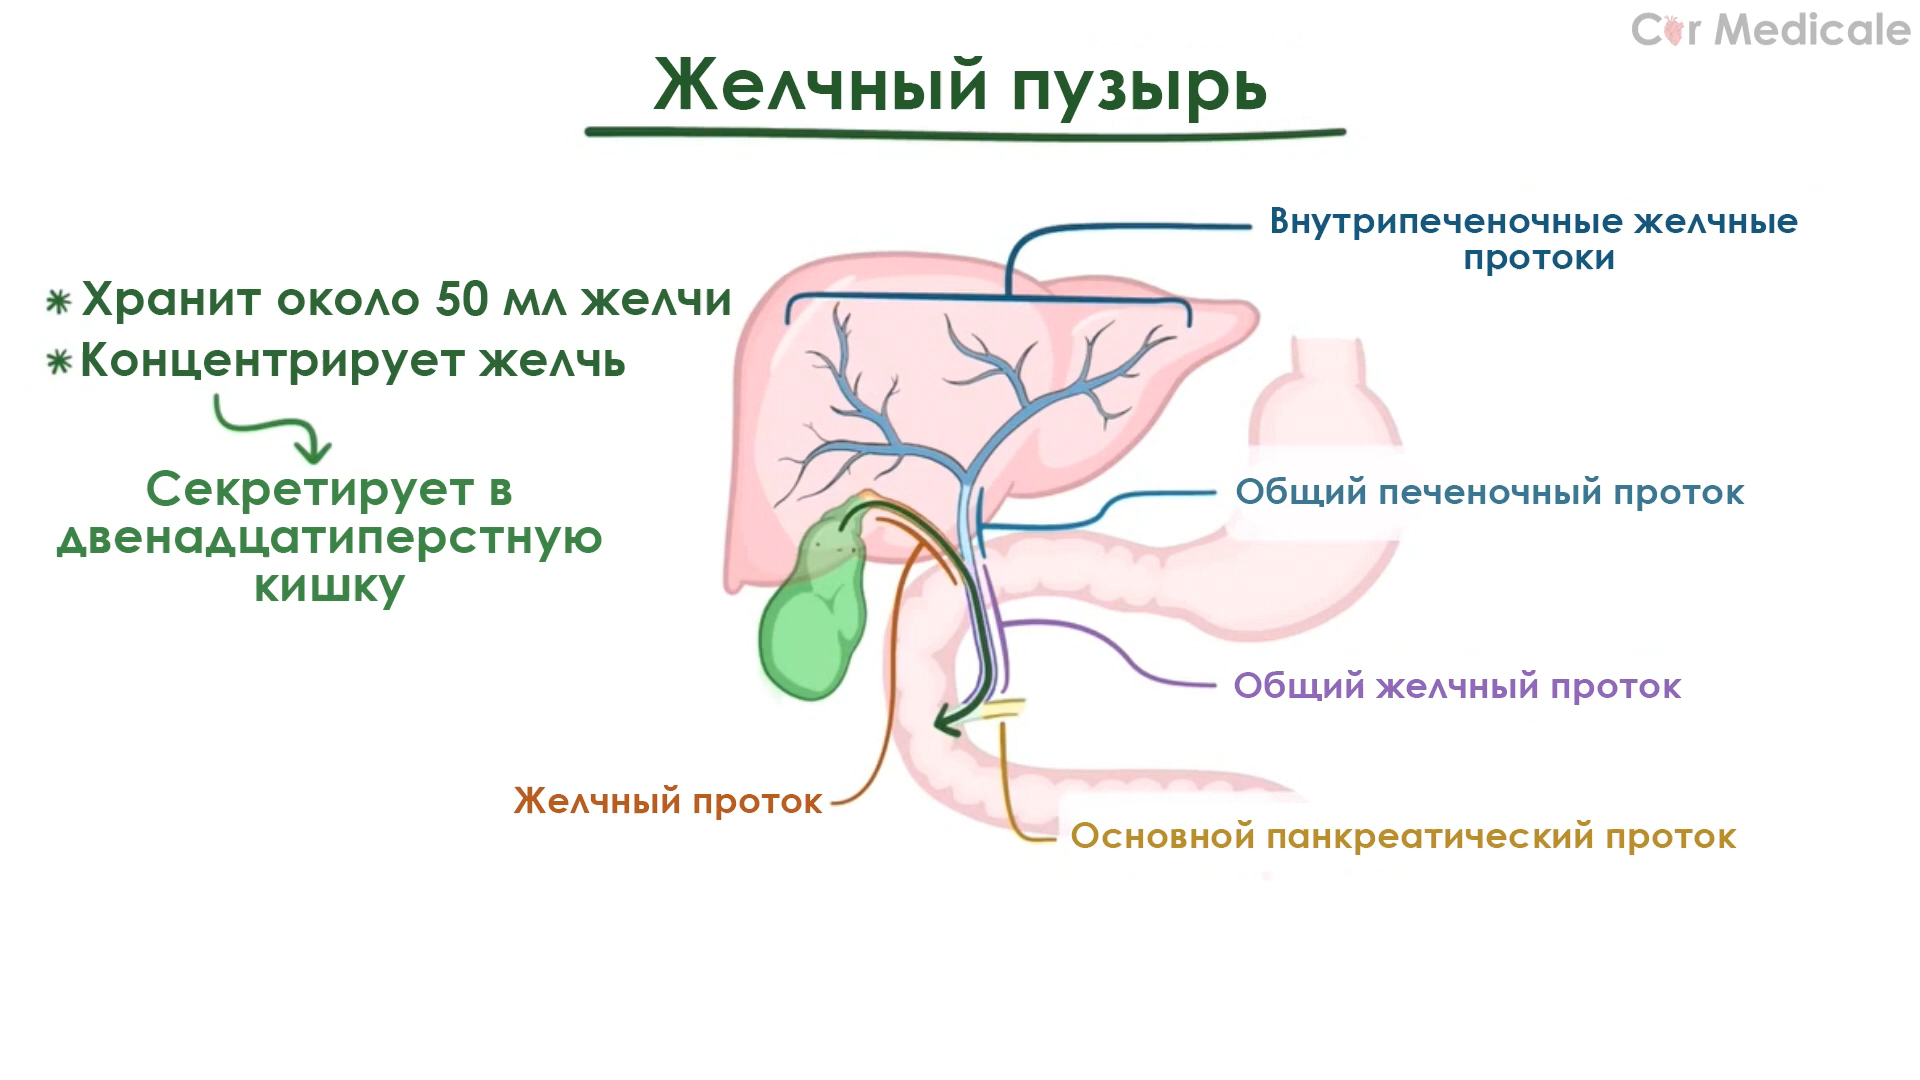 Cor Medicale
Желчный пузырь
Внутрипеченочные желчные
протоки
* Хранит около 50 мл желчи
* Концентрирует желчь
Секретирует в
двенадцатиперстную
кишку
Общий печеночный проток
Общий желчный проток
Желчный проток
Основной панкреатический проток